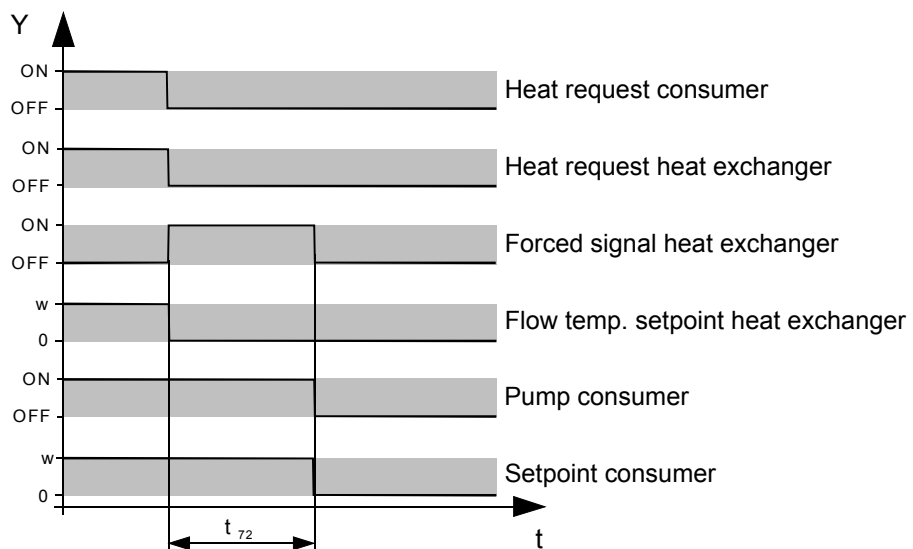 Y
ON
OFF
Heat request consumer
ON
OFF
Heat request heat exchanger
ON
OFF
Forced signal heat exchanger
w
0
Flow temp. setpoint heat exchanger
ON
OFF
Pump consumer
w
0
Setpoint consumer
t 72
t